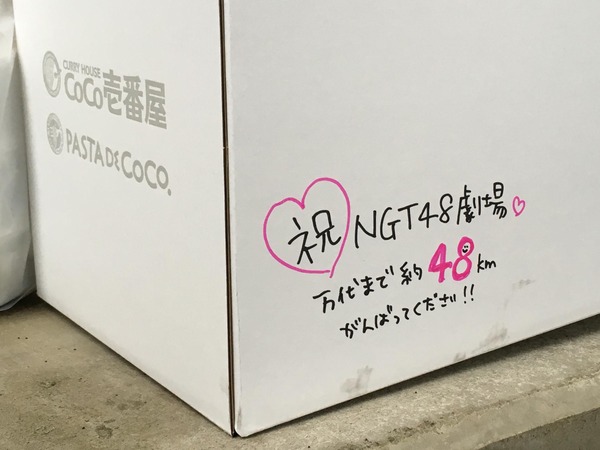 CURRY HOUSE
CoCo壱番屋
PASTA DE COCO.
祝 NGT48劇場
万代まで約48km
がんばってください!!